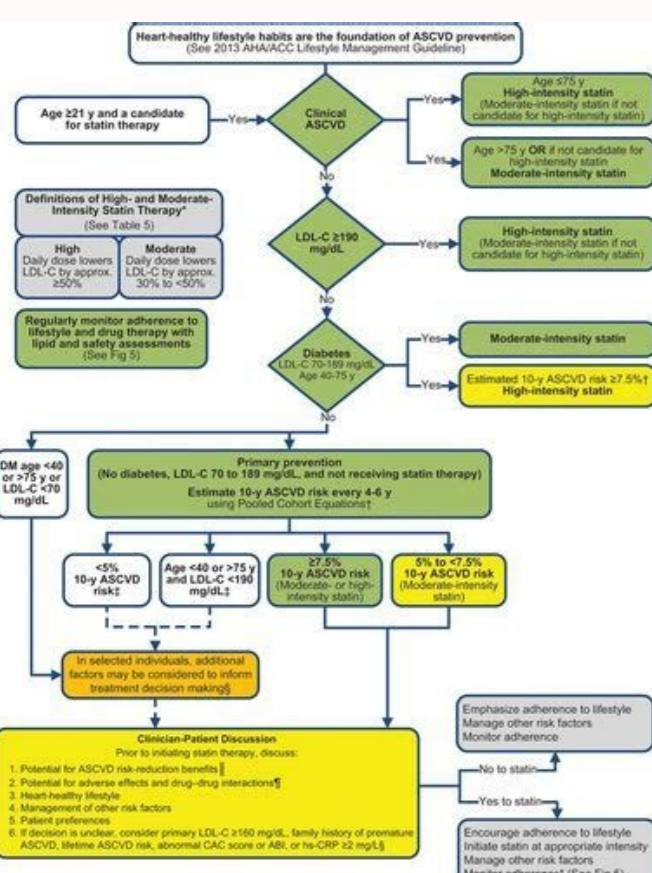 Heart-healthy lifestyle habits are the foundation of ASCVD prevention
(See 2013 AHA/ACC Lifestyle Management Guideline)
Age ≥21 y and a candidate
for statin therapy
Yes
Clinical
ASCVD
Yes
Age ≤75 y
High-intensity statin
(Moderate-intensity statin if not
candidate for high-intensity statin)
Yes
Age >75 y OR if not candidate for
high-intensity statin
Moderate-intensity statin
No
Definitions of High- and Moderate-
Intensity Statin Therapy*
(See Table 5)
High
Daily dose lowers
LDL-C by approx.
≥50%
Moderate
Daily dose lowers
LDL-C by approx.
30% to <50%
LDL-C ≥190
mg/dL
Yes
High-intensity statin
(Moderate-intensity statin if not
candidate for high-intensity statin)
No
Regularly monitor adherence to
lifestyle and drug therapy with
lipid and safety assessments
(See Fig 5)
Diabetes
LDL-C 70-189 mg/dL
Age 40-75 y
Yes
Moderate-intensity statin
Yes
Estimated 10-y ASCVD risk ≥7.5%†
High-intensity statin
No
DM age <40
or >75 y or
LDL-C <70
mg/dL
Primary prevention
(No diabetes, LDL-C 70 to 189 mg/dL, and not receiving statin therapy)
Estimate 10-y ASCVD risk every 4-6 y
using Pooled Cohort Equations†
<5%
10-y ASCVD
risk‡
Age <40 or >75 y
and LDL-C <190
mg/dL‡
≥7.5%
10-y ASCVD risk
(Moderate- or high-
intensity statin)
5% to <7.5%
10-y ASCVD risk
(Moderate-intensity
statin)
In selected individuals, additional
factors may be considered to inform
treatment decision making§
Clinician-Patient Discussion
Prior to initiating statin therapy, discuss:
1. Potential for ASCVD risk-reduction benefits‖
2. Potential for adverse effects and drug–drug interactions¶
3. Heart-healthy lifestyle
4. Management of other risk factors
5. Patient preferences
6. If decision is unclear, consider primary LDL-C ≥160 mg/dL, family history of premature
ASCVD, lifetime ASCVD risk, abnormal CAC score or ABI, or hs-CRP ≥2 mg/L§
Emphasize adherence to lifestyle
Manage other risk factors
Monitor adherence
No to statin
Yes to statin
Encourage adherence to lifestyle
Initiate statin at appropriate intensity
Manage other risk factors
Monitor adherence* (See Fig 5)